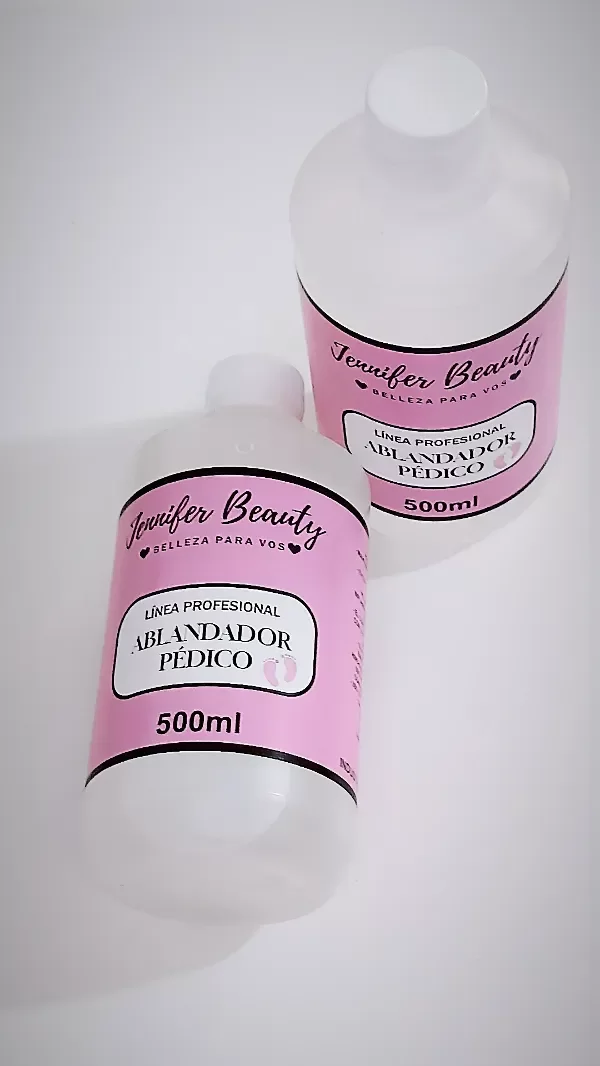 Jennifer Beauty
BELLEZA PARA VOS
LÍNEA PROFESIONAL
ABLANDADOR
PÉDICO
500ml
Jennifer Beauty
BELLEZA PARA VOS
LÍNEA PROFESIONAL
ABLANDADOR
PÉDICO
500ml